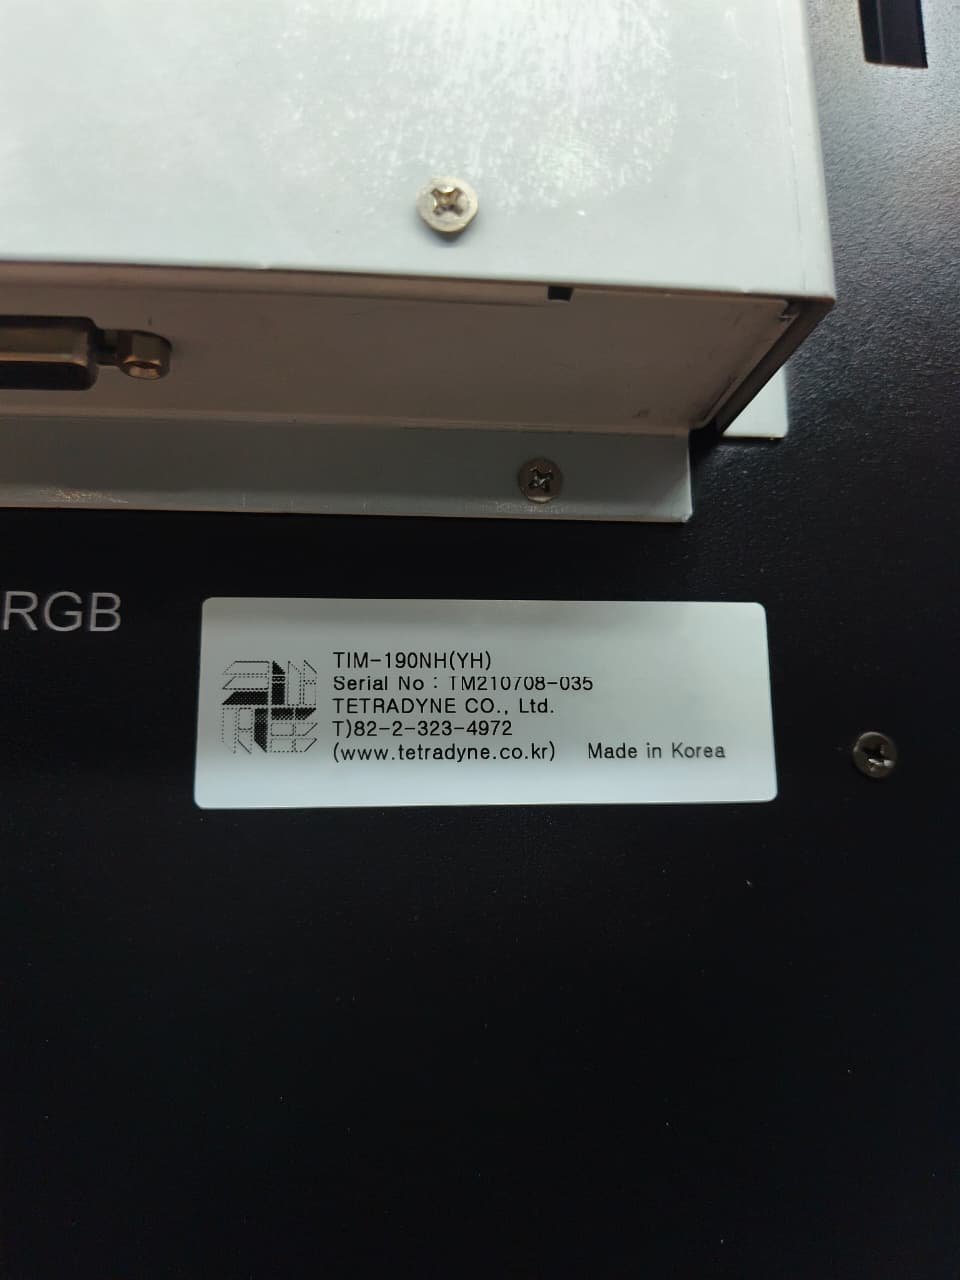 RGB
TIM-190NH(YH)
Serial No : TM210708-035
TETRADYNE CO., Ltd.
T)82-2-323-4972
(www.tetradyne.co.kr) Made in Korea